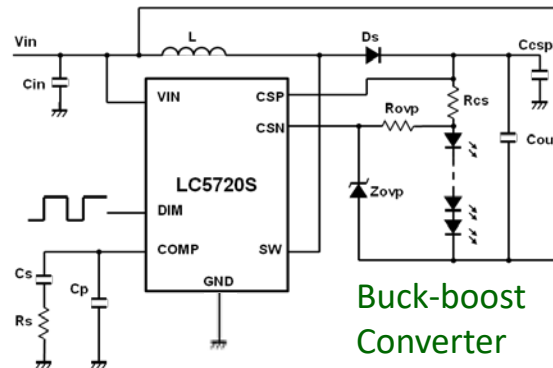 Vin
L
Ds
Ccsp
Cin
VIN
CSP
Rcs
CSN
Rovp
Cou
LC5720S
Zovp
DIM
COMP
SW
Cs
Cp
GND
Rs
Buck-boost
Converter